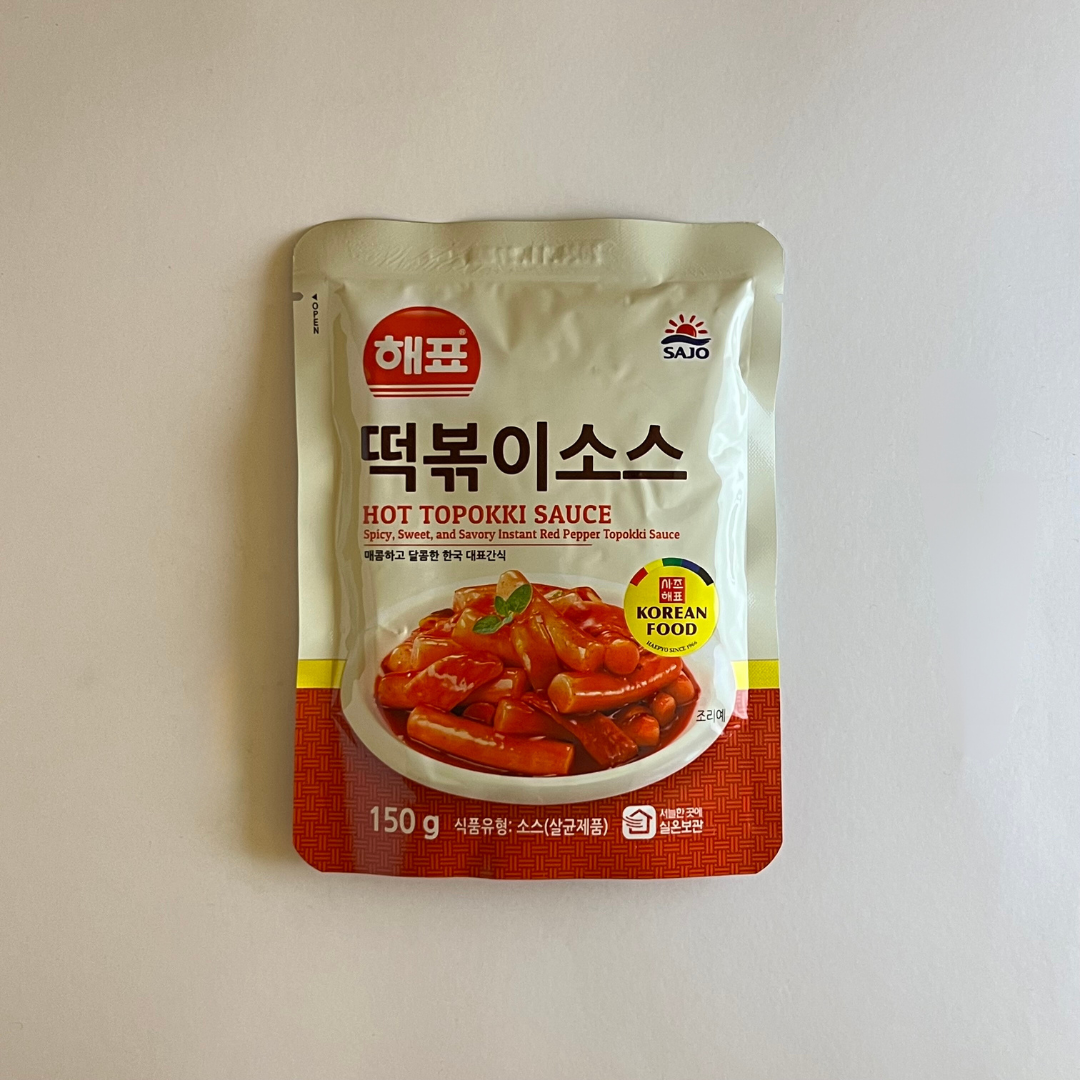 ◀OPEN
해표®
SAJO
떡볶이소스
HOT TOPOKKI SAUCE
Spicy, Sweet, and Savory Instant Red Pepper Topokki Sauce
매콤하고 달콤한 한국 대표간식
사조
해표
KOREAN
FOOD
HAEPYO SINCE 1966
조리예
150 g
식품유형: 소스(살균제품)
서늘한 곳에
실온보관